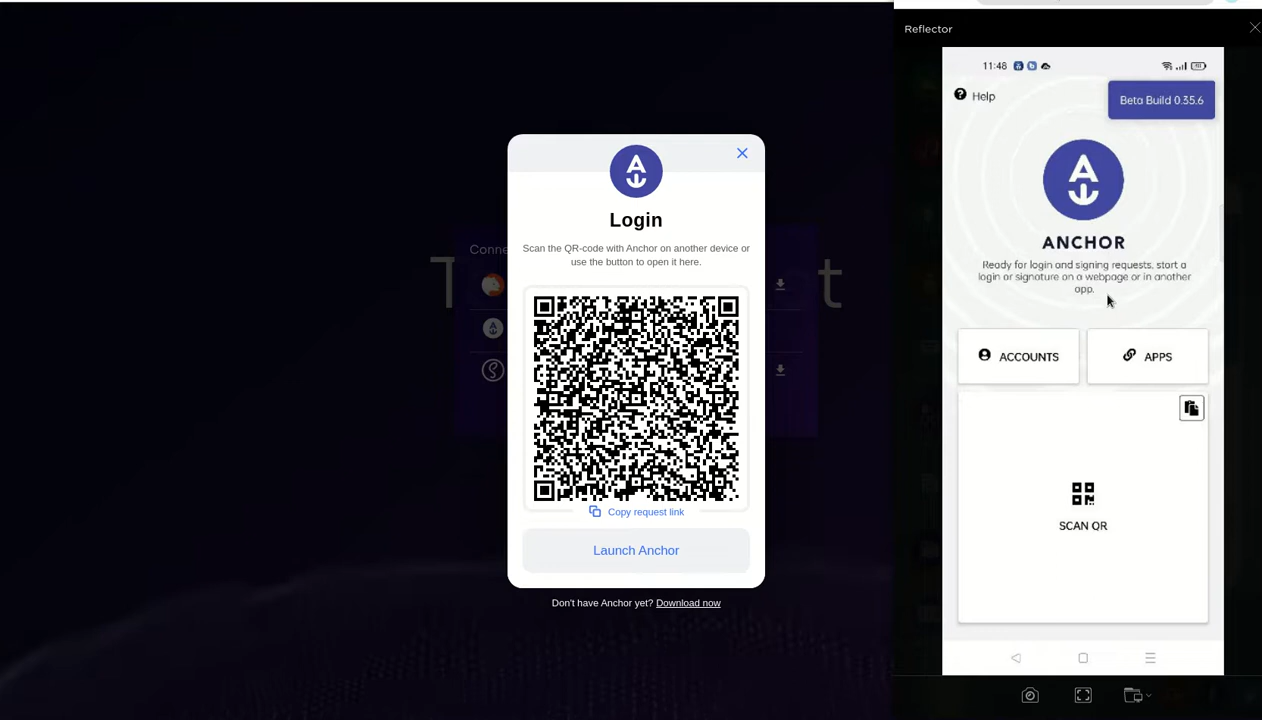 Conne
T
t
Login
Scan the QR-code with Anchor on another device or
use the button to open it here.
Copy request link
Launch Anchor
Don't have Anchor yet? Download now
Reflector
11:48
Help
Beta Build 0.35.6
ANCHOR
Ready for login and signing requests, start a
login or signature on a webpage or in another
app.
ACCOUNTS
APPS
SCAN QR